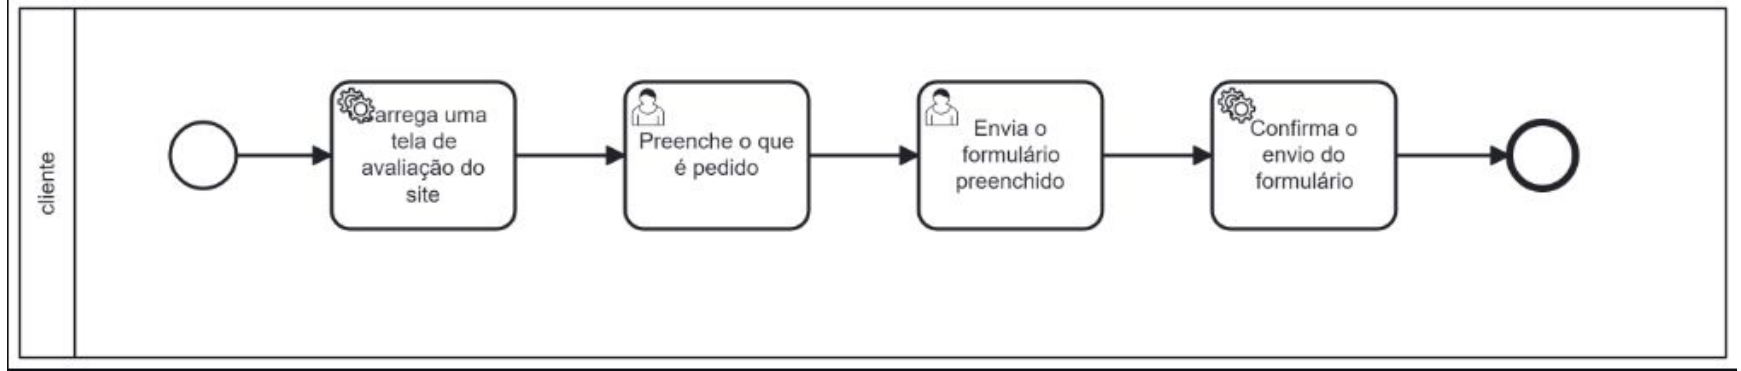 cliente
arrega uma
tela de
avaliação do
site
Preenche o que
é pedido
Envia o
formulário
preenchido
Confirma o
envio do
formulário